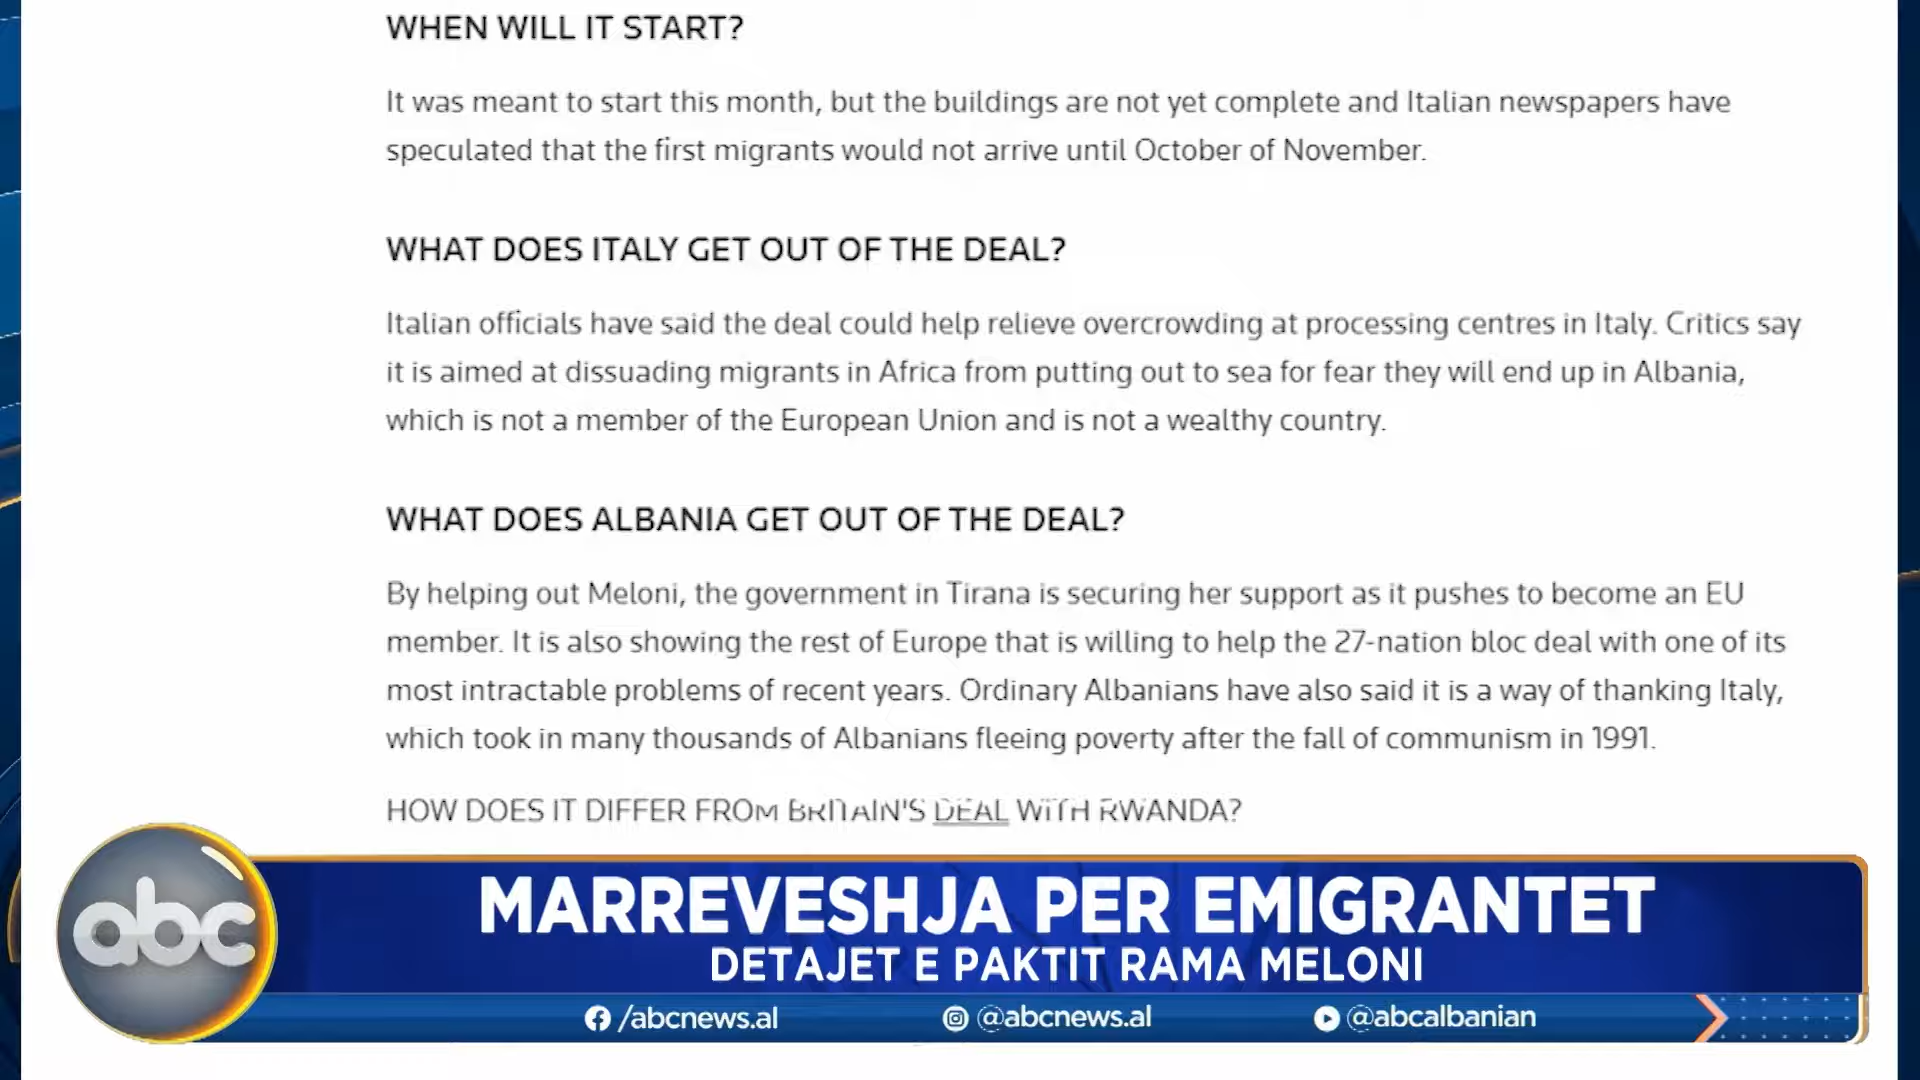 WHEN WILL IT START?
It was meant to start this month, but the buildings are not yet complete and Italian newspapers have
speculated that the first migrants would not arrive until October of November.
WHAT DOES ITALY GET OUT OF THE DEAL?
Italian officials have said the deal could help relieve overcrowding at processing centres in Italy. Critics say
it is aimed at dissuading migrants in Africa from putting out to sea for fear they will end up in Albania,
which is not a member of the European Union and is not a wealthy country.
WHAT DOES ALBANIA GET OUT OF THE DEAL?
By helping out Meloni, the government in Tirana is securing her support as it pushes to become an EU
member. It is also showing the rest of Europe that is willing to help the 27-nation bloc deal with one of its
most intractable problems of recent years. Ordinary Albanians have also said it is a way of thanking Italy,
which took in many thousands of Albanians fleeing poverty after the fall of communism in 1991.
HOW DOES IT DIFFER FROM BRITAIN'S DEAL WITH RWANDA?
abc
MARREVESHJA PER EMIGRANTET
DETAJET E PAKTIT RAMA MELONI
/abcnews.al
@abcnews.al
@abcalbanian